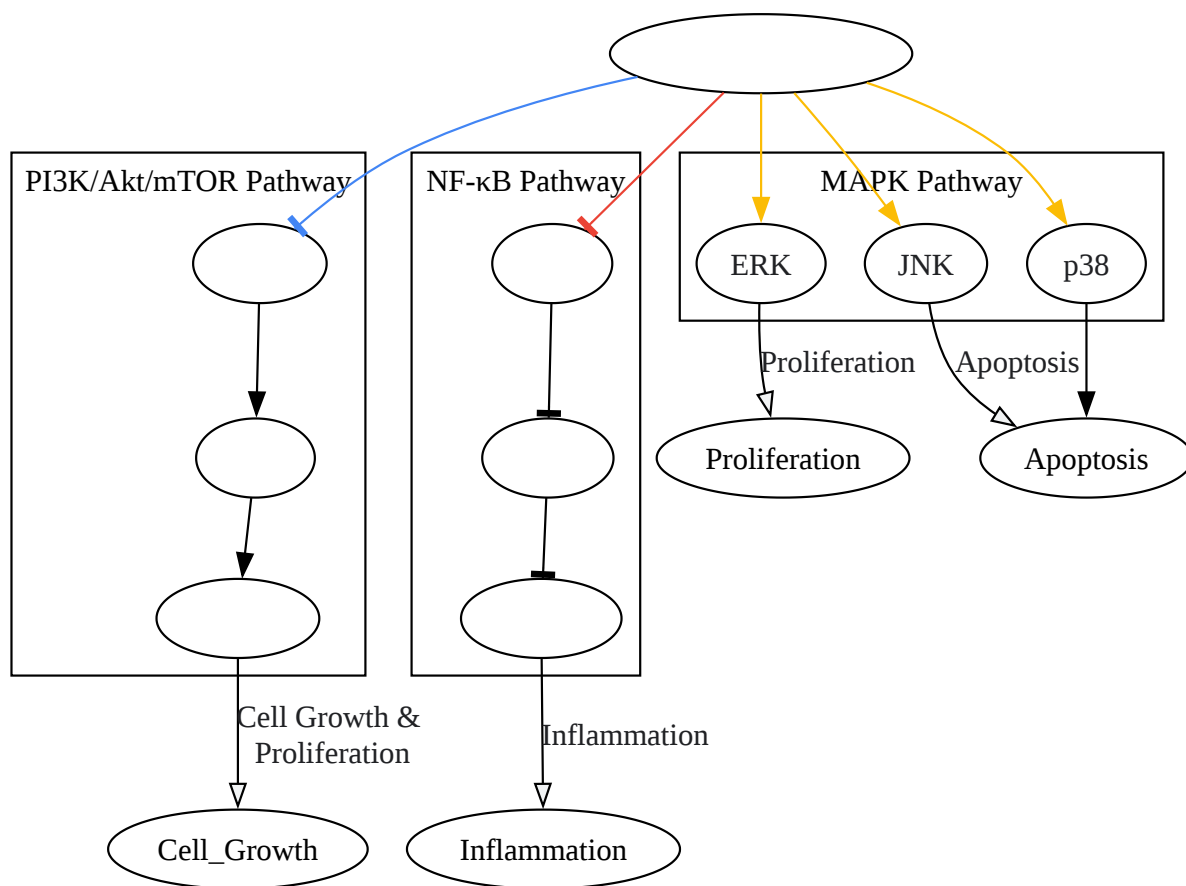 PI3K/Akt/mTOR Pathway
NF-κB Pathway
MAPK Pathway
ERK
JNK
p38
Proliferation
Apoptosis
Proliferation
Apoptosis
Cell Growth &
Proliferation
Inflammation
Cell_Growth
Inflammation